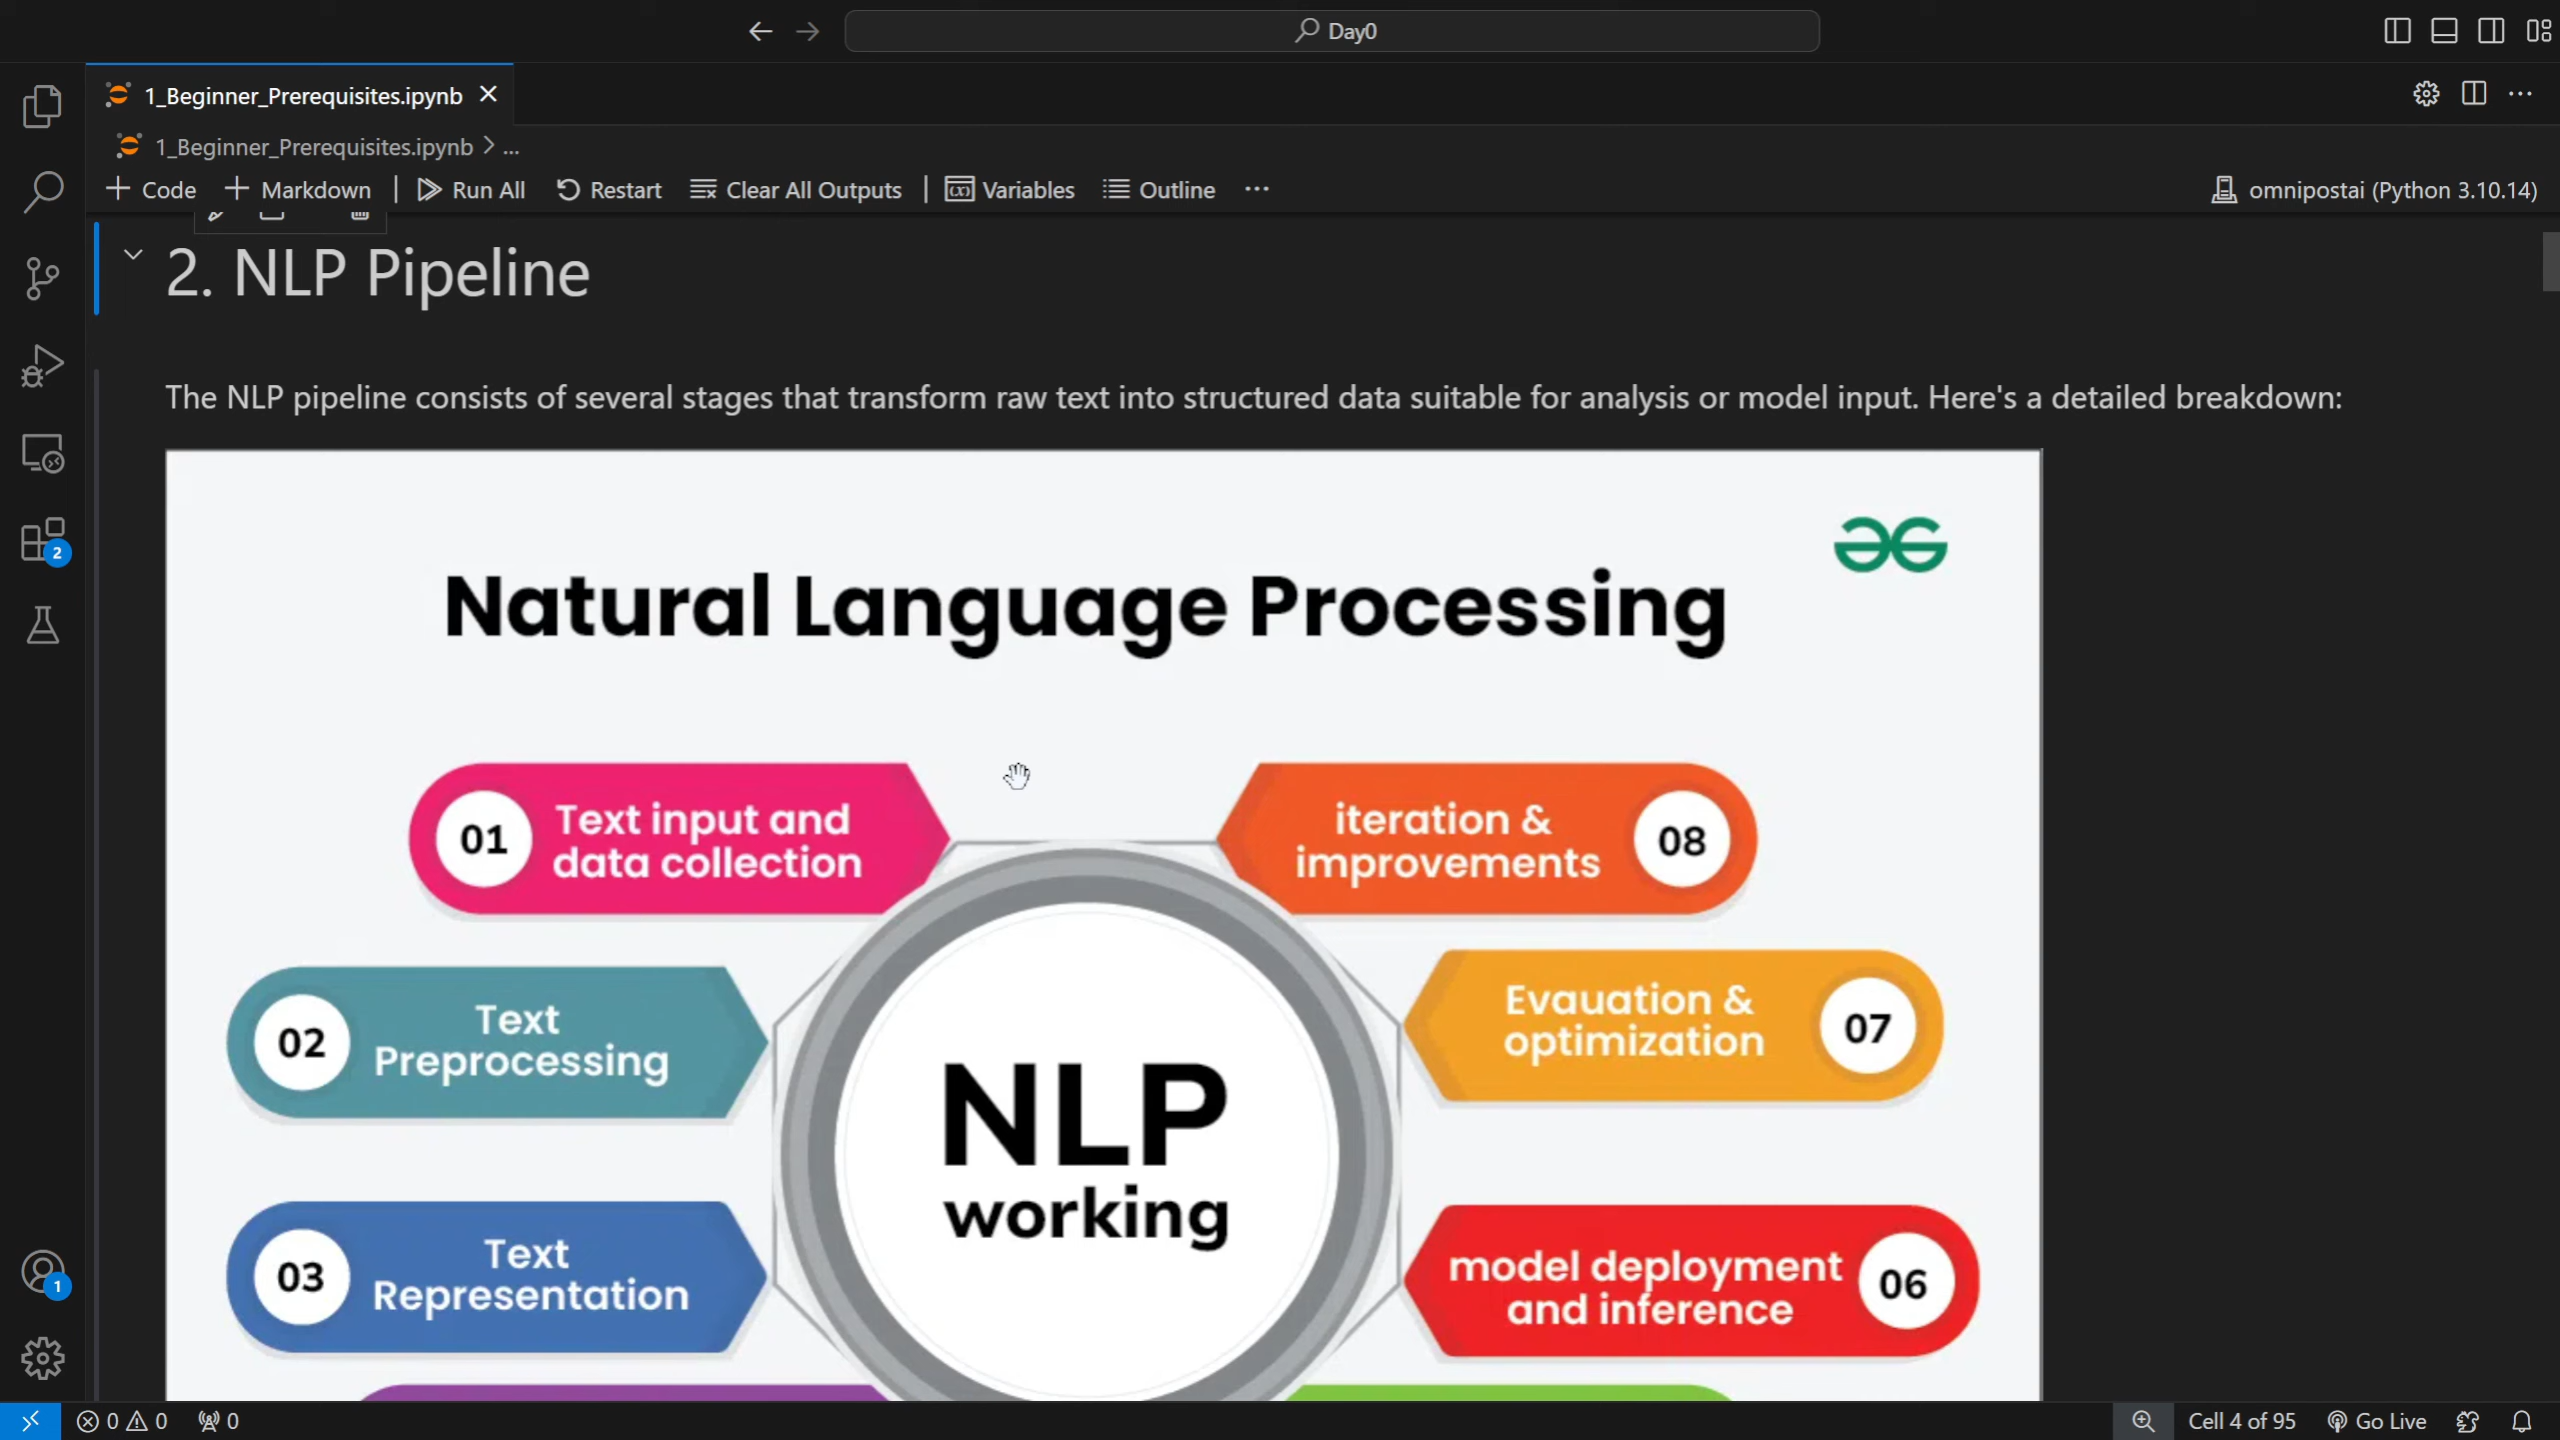 Day0
1_Beginner_Prerequisites.ipynb
1_Beginner_Prerequisites.ipynb > ...
Code
Markdown
Run All
Restart
Clear All Outputs
Variables
Outline
...
omnipostai (Python 3.10.14)
2. NLP Pipeline
The NLP pipeline consists of several stages that transform raw text into structured data suitable for analysis or model input. Here's a detailed breakdown:
Natural Language Processing
01
Text input and
data collection
iteration &
improvements
08
02
Text
Preprocessing
Evauation &
optimization
07
NLP
working
03
Text
Representation
model deployment
and inference
06
2
1
0
0
0
Cell 4 of 95
Go Live